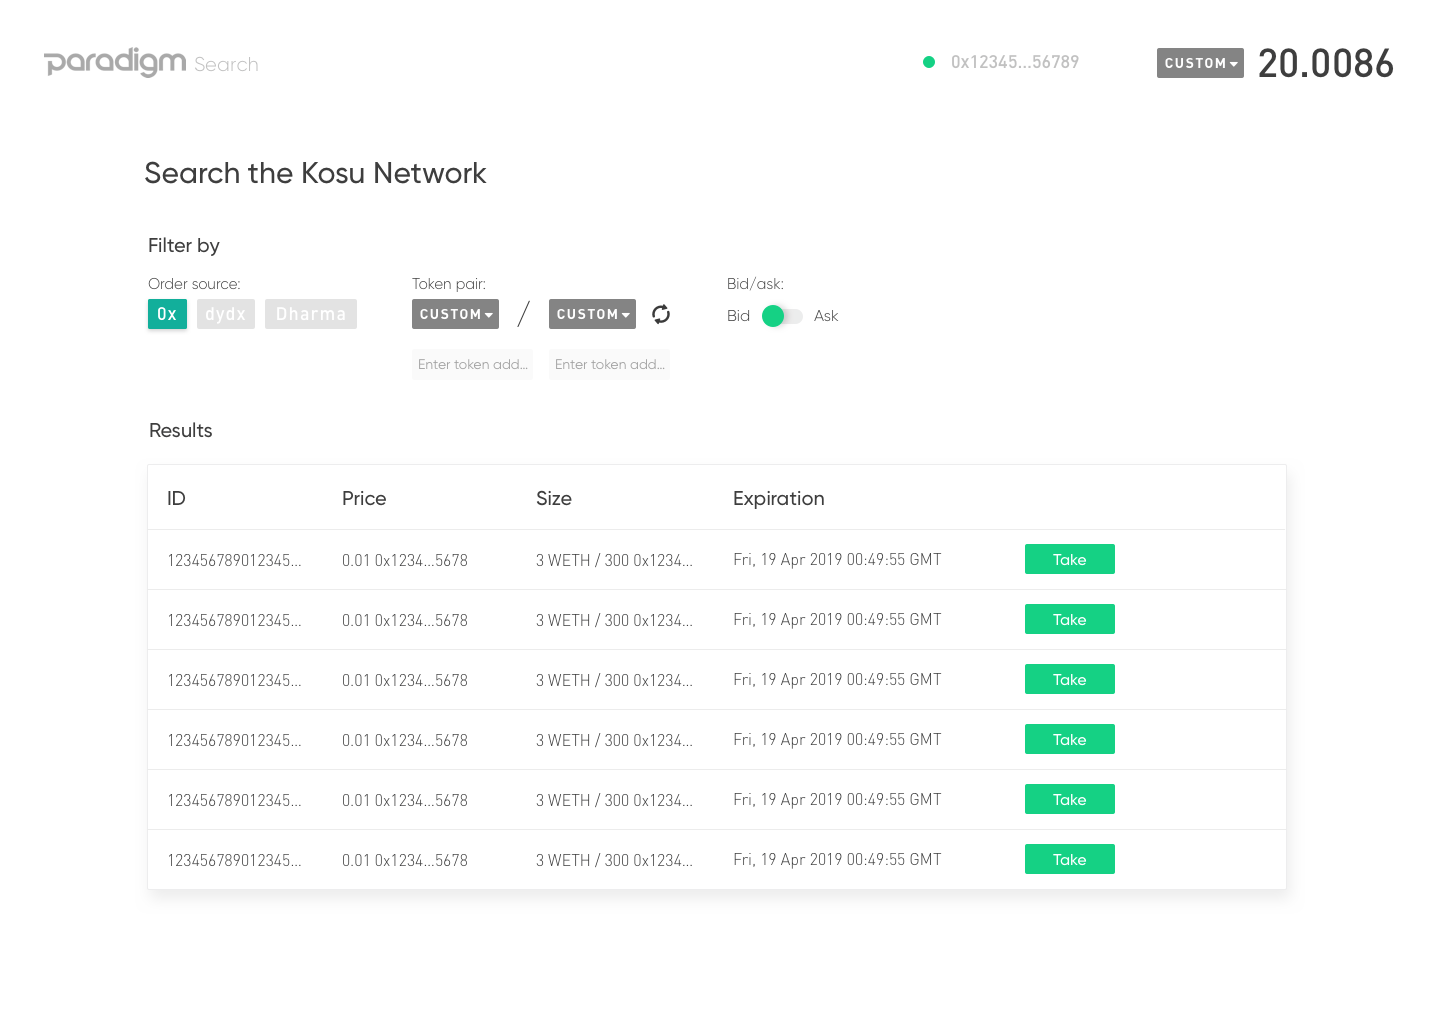 paradigm Search
0x12345...56789
CUSTOM 20.0086
Search the Kosu Network
Filter by
Order source: Token pair: Bid/ask:
0x dydx Dharma CUSTOM / CUSTOM Bid Ask
Enter token add... Enter token add...
Results
ID Price Size Expiration
123456789012345... 0.01 0x1234...5678 3 WETH / 300 0x1234... Fri, 19 Apr 2019 00:49:55 GMT Take
123456789012345... 0.01 0x1234...5678 3 WETH / 300 0x1234... Fri, 19 Apr 2019 00:49:55 GMT Take
123456789012345... 0.01 0x1234...5678 3 WETH / 300 0x1234... Fri, 19 Apr 2019 00:49:55 GMT Take
123456789012345... 0.01 0x1234...5678 3 WETH / 300 0x1234... Fri, 19 Apr 2019 00:49:55 GMT Take
123456789012345... 0.01 0x1234...5678 3 WETH / 300 0x1234... Fri, 19 Apr 2019 00:49:55 GMT Take
123456789012345... 0.01 0x1234...5678 3 WETH / 300 0x1234... Fri, 19 Apr 2019 00:49:55 GMT Take